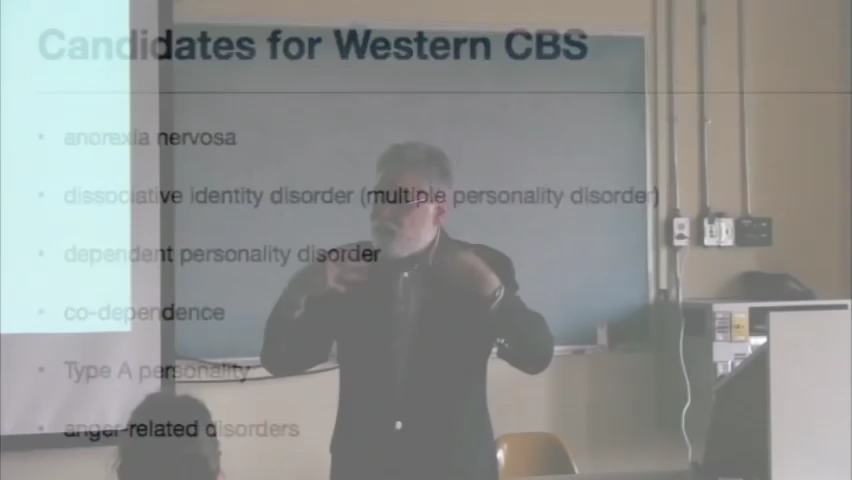 Candidates for Western CBS
• anorexia nervosa
• dissociative identity disorder (multiple personality disorder)
• dependent personality disorder
• co-dependence
• Type A personality
• anger-related disorders